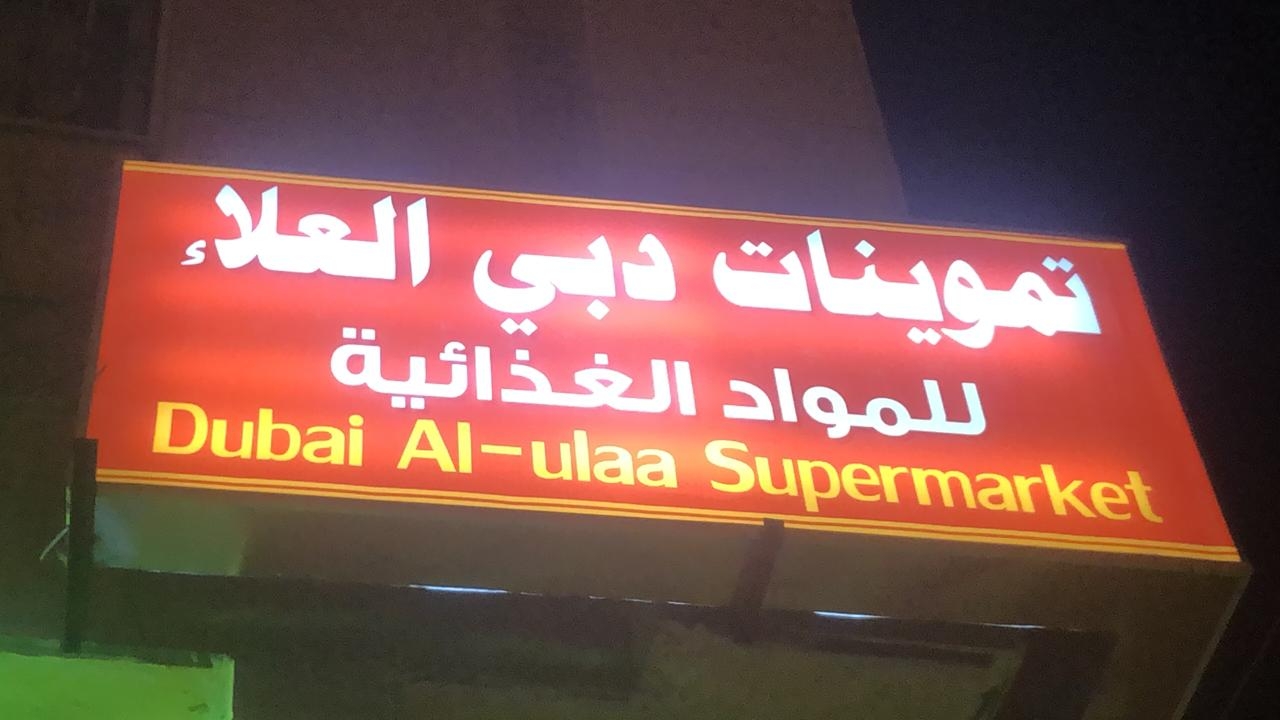 تموينات دبي العلاء
للمواد الغذائية
Dubai Al-ulaa Supermarket